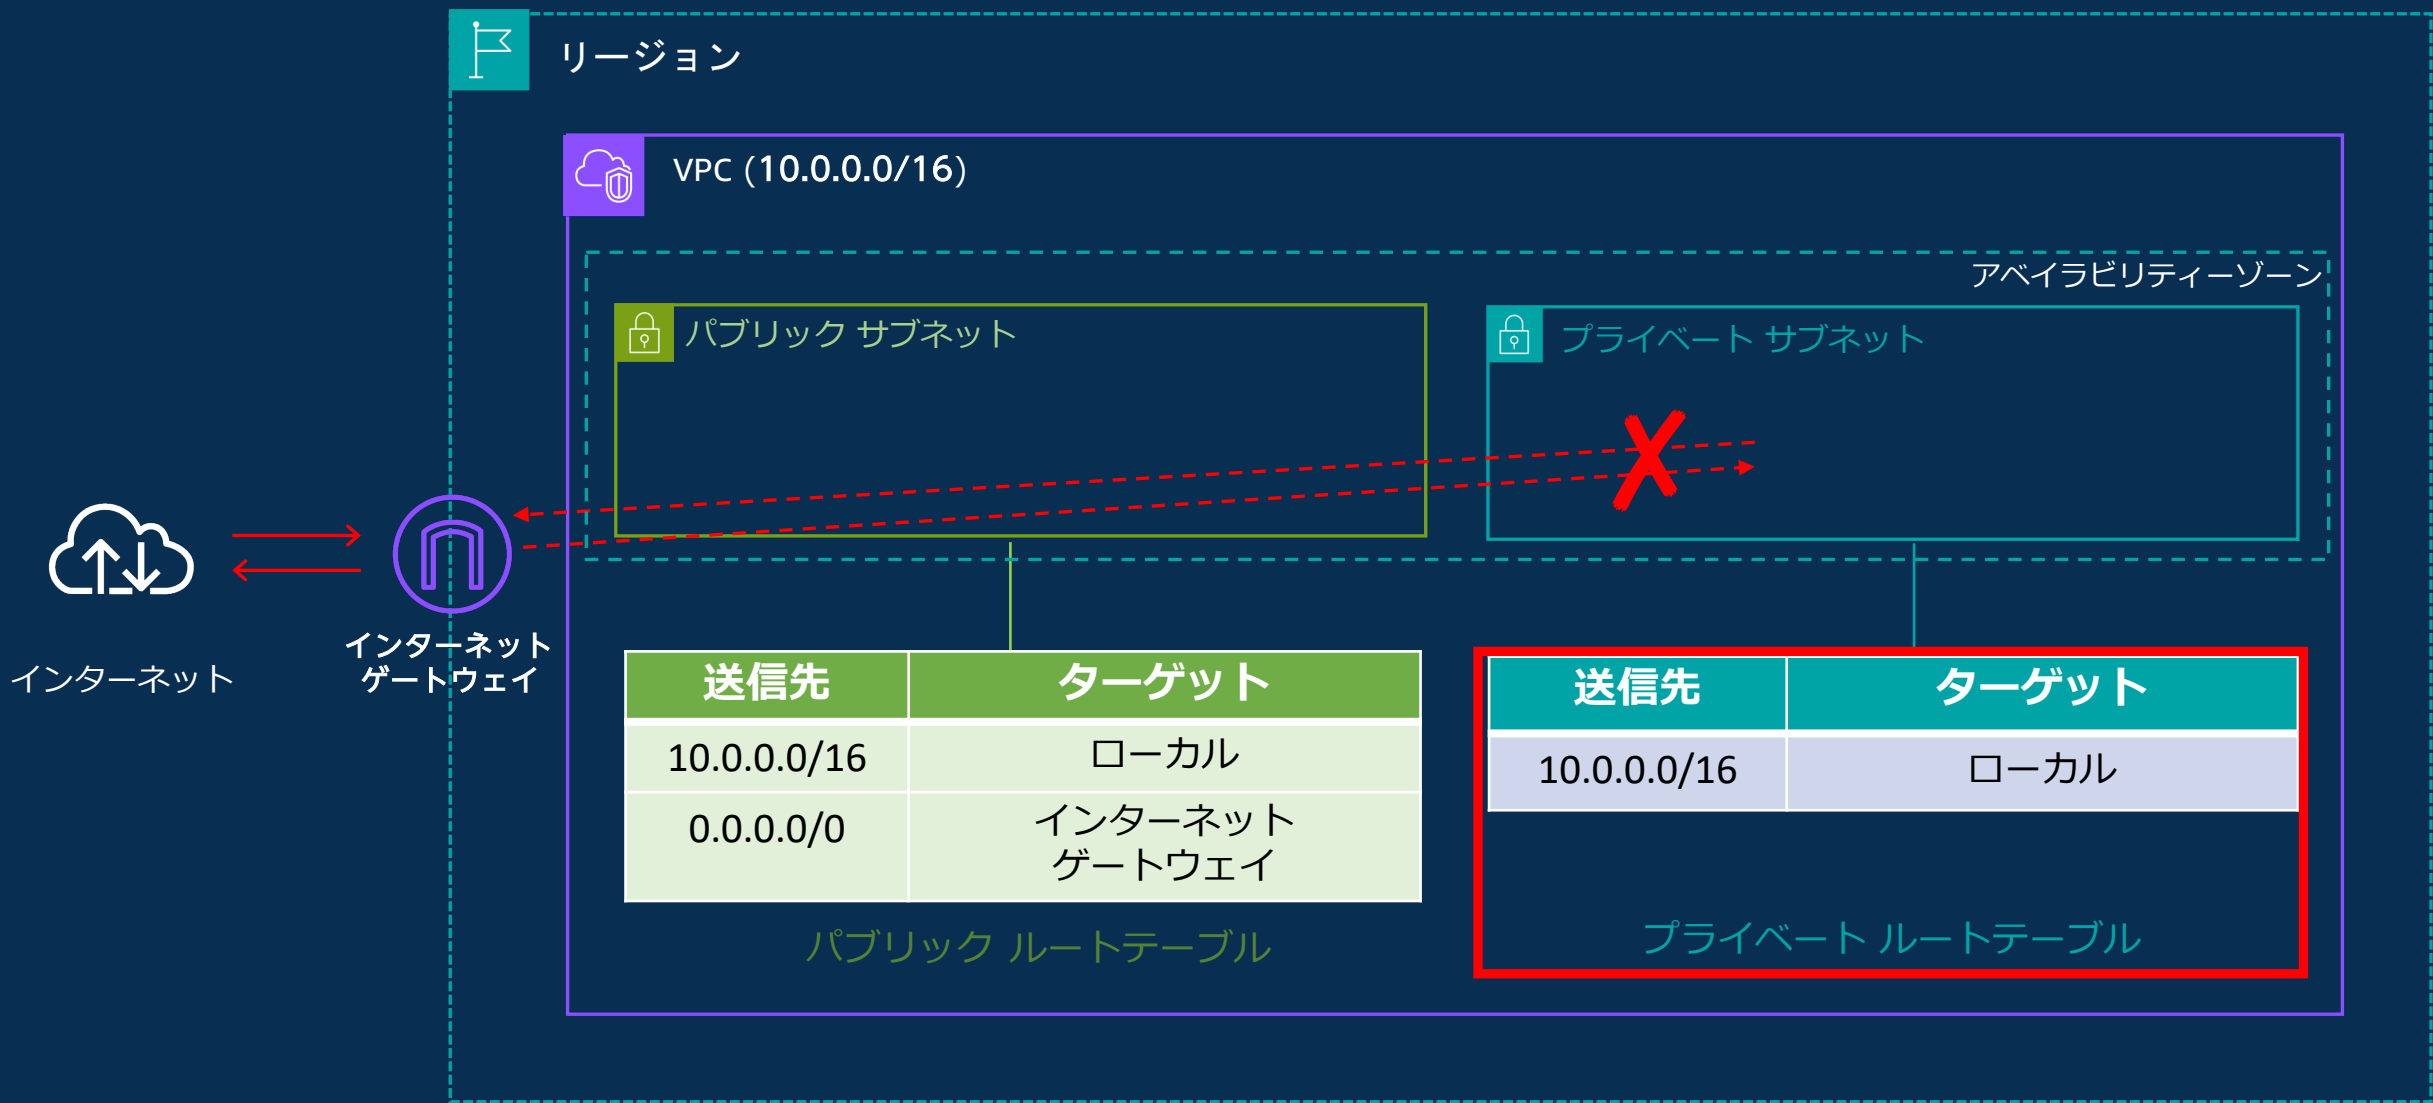 リージョン
VPC (10.0.0.0/16)
アベイラビリティーゾーン
パブリック サブネット
プライベート サブネット
インターネット
インターネット
ゲートウェイ
送信先 ターゲット
10.0.0.0/16 ローカル
0.0.0.0/0 インターネット
ゲートウェイ
パブリック ルートテーブル
送信先 ターゲット
10.0.0.0/16 ローカル
プライベート ルートテーブル